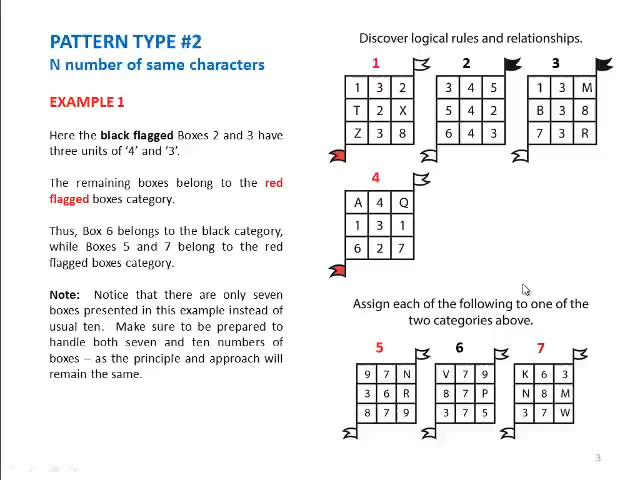 PATTERN TYPE #2
N number of same characters
EXAMPLE 1
Here the black flagged Boxes 2 and 3 have
three units of ‘4’ and ‘3’.
The remaining boxes belong to the red
flagged boxes category.
Thus, Box 6 belongs to the black category,
while Boxes 5 and 7 belong to the red
flagged boxes category.
Note: Notice that there are only seven
boxes presented in this example instead of
usual ten. Make sure to be prepared to
handle both seven and ten numbers of
boxes – as the principle and approach will
remain the same.
Discover logical rules and relationships.
1 2 3
1 3 2 3 4 5 1 3 M
T 2 X 5 4 2 B 3 8
Z 3 8 6 4 3 7 3 R
4
A 4 Q
1 3 1
6 2 7
Assign each of the following to one of the
two categories above.
5 6 7
9 7 N V 7 9 K 6 3
3 6 R 8 7 P N 8 M
8 7 9 3 7 5 3 7 W
3